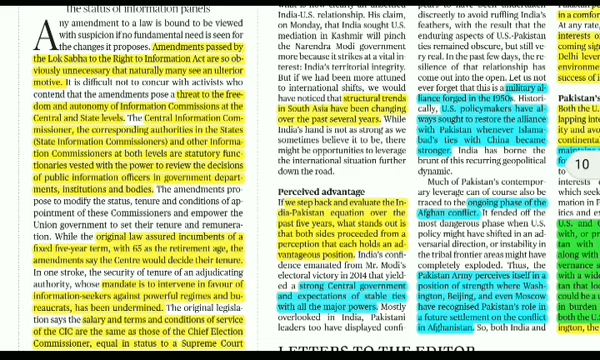 the status of information panels
Any amendment to a law is bound to be viewed
with suspicion if no fundamental need is seen for
the changes it proposes. Amendments passed by
the Lok Sabha to the Right to Information Act are so ob-
viously unnecessary that naturally many see an ulterior
motive. It is difficult not to concur with activists who
contend that the amendments pose a threat to the free-
dom and autonomy of Information Commissions at the
Central and State levels. The Central Information Com-
missioner, the corresponding authorities in the States
(State Information Commissioners) and other Informa-
tion Commissioners at both levels are statutory func-
tionaries vested with the power to review the decisions
of public information officers in government depart-
ments, institutions and bodies. The amendments pro-
pose to modify the status, tenure and conditions of ap-
pointment of these Commissioners and empower the
Union government to set their tenure and remunera-
tion. While the original law assured incumbents of a
fixed five-year term, with 65 as the retirement age, the
amendments say the Centre would decide their tenure.
In one stroke, the security of tenure of an adjudicating
authority, whose mandate is to intervene in favour of
information-seekers against powerful regimes and bu-
reaucrats, has been undermined. The original legisla-
tion says the salary and terms and conditions of service
of the CIC are the same as those of the Chief Election
Commissioner, equal in status to a Supreme Court
India-U.S. relationship. His claim,
on Monday, that India sought U.S.
mediation in Kashmir will pinch
the Narendra Modi government
more because it strikes at a vital in-
terest: India's territorial integrity.
But if we had been more attuned
to international shifts, we would
have noticed that structural trends
in South Asia have been changing
over the past several years. While
India's hand is not as strong as we
sometimes believe it to be, there
might be opportunities to leverage
the international situation further
down the road.
Perceived advantage
If we step back and evaluate the In-
dia-Pakistan equation over the
past five years, what stands out is
that both sides proceeded from a
perception that each holds an ad-
vantageous position. India's confi-
dence emanated from Mr. Modi's
electoral victory in 2014 that yield-
ed a strong Central government
and expectations of stable ties
with all the major powers. Mostly
overlooked in India, Pakistani
leaders too have displayed confi-
discreetly to avoid ruffling India's
feathers, with the result that the
enduring aspects of U.S.-Pakistan
ties remained obscure, but still ve-
ry real. In the past few days, the re-
silience of that relationship has
come out into the open. Let us not
ever forget that this is a military al-
liance forged in the 1950s. Histori-
cally, U.S. policymakers have al-
ways sought to restore the alliance
with Pakistan whenever Islama-
bad's ties with China became
stronger. India has borne the
brunt of this recurring geopolitical
dynamic.
Much of Pakistan's contempor-
ary leverage can of course also be
traced to the ongoing phase of the
Afghan conflict. It fended off the
most dangerous phase when U.S.
policy might have shifted in an ad-
versarial direction, or instability in
the tribal frontier areas might have
completely exploded. Thus, the
Pakistan Army perceives itself in a
position of strength where Wash-
ington, Beijing, and even Moscow
have recognised Pakistan's role in
a future settlement on the conflict
in Afghanistan. So, both India and
10